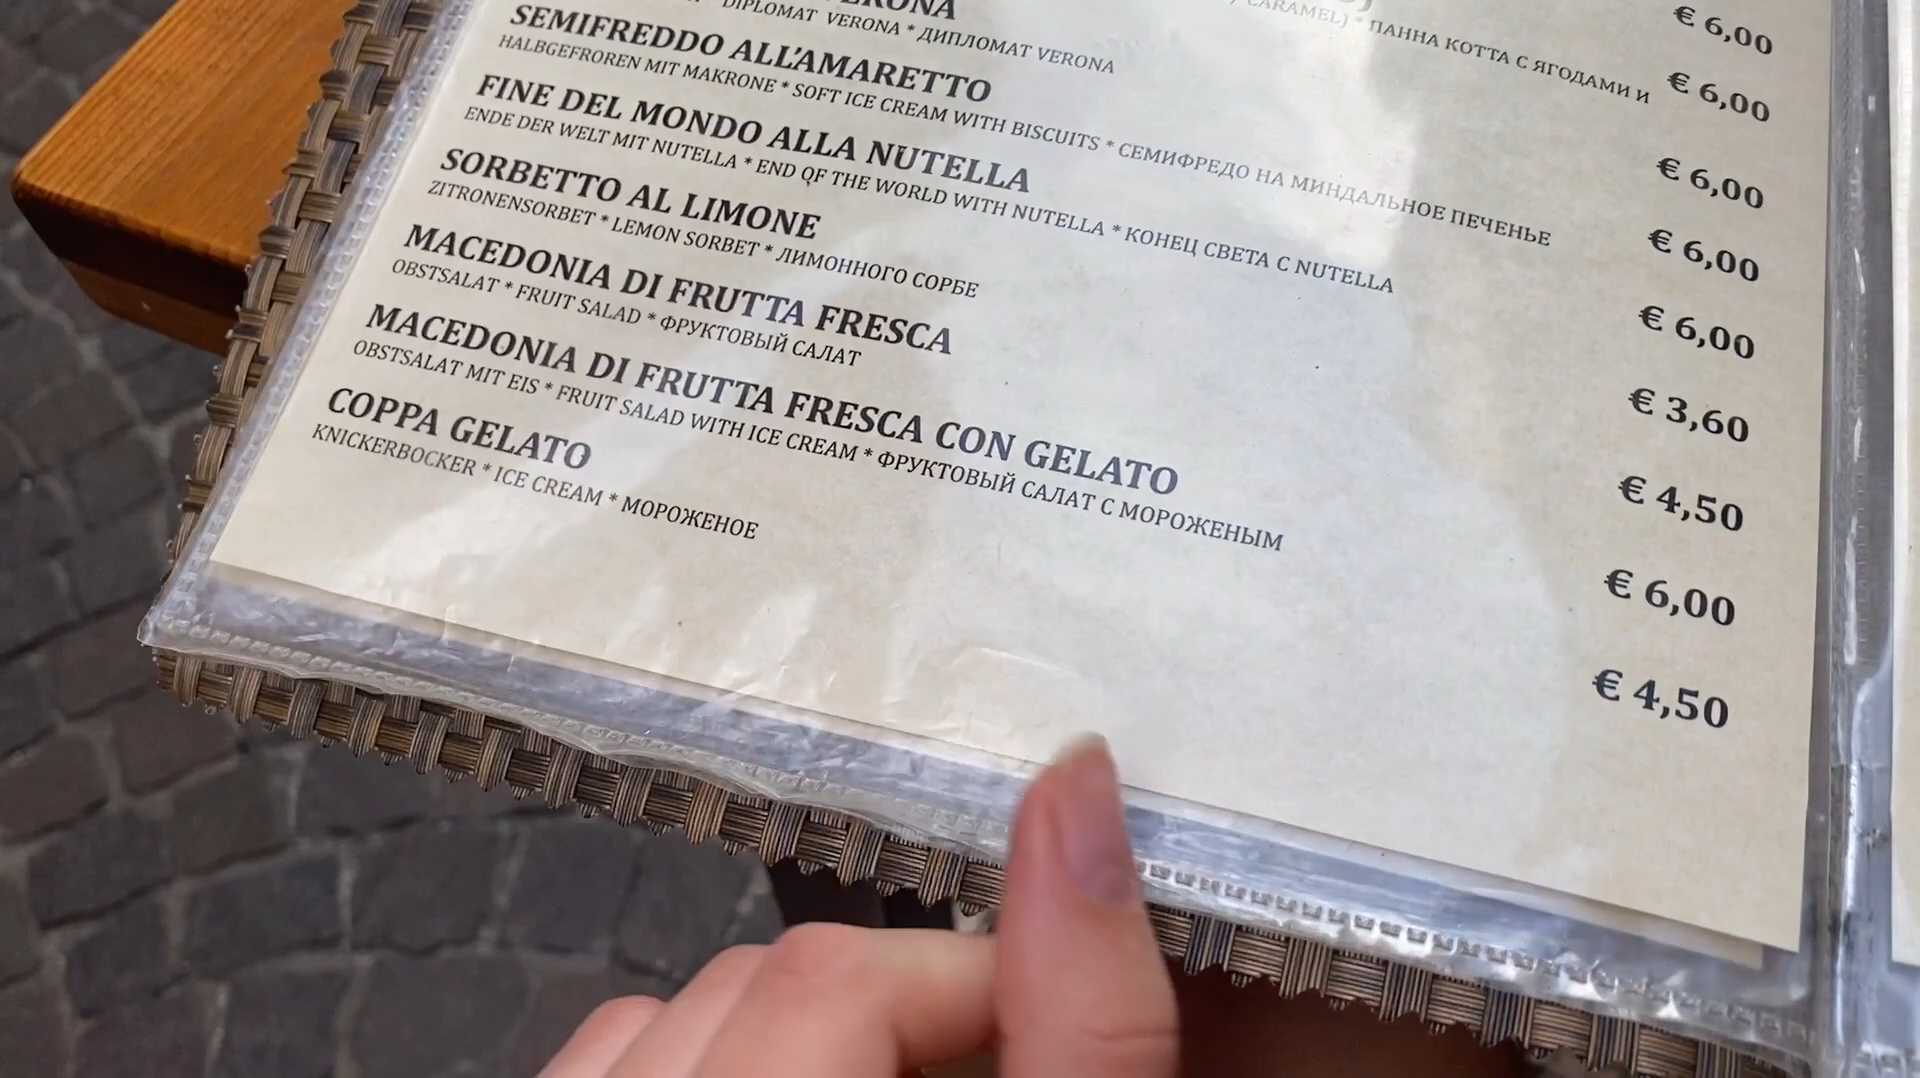 VERONA
DIPLOMAT VERONA * ДИПЛОМАТ VERONA
CARAMEL) * ПАННА КОТТА С ЯГОДАМИ И
€ 6,00
SEMIFREDDO ALL'AMARETTO
€ 6,00
HALBGEFROREN MIT MAKRONE * SOFT ICE CREAM WITH BISCUITS * СЕМИФРЕДО НА МИНДАЛЬНОЕ ПЕЧЕНЬЕ
FINE DEL MONDO ALLA NUTELLA
€ 6,00
ENDE DER WELT MIT NUTELLA * END OF THE WORLD WITH NUTELLA * КОНЕЦ СВЕТА С NUTELLA
€ 6,00
SORBETTO AL LIMONE
€ 6,00
ZITRONENSORBET * LEMON SORBET * ЛИМОННОГО СОРБЕ
MACEDONIA DI FRUTTA FRESCA
€ 3,60
OBSTSALAT * FRUIT SALAD * ФРУКТОВЫЙ САЛАТ
€ 4,50
MACEDONIA DI FRUTTA FRESCA CON GELATO
€ 6,00
OBSTSALAT MIT EIS * FRUIT SALAD WITH ICE CREAM * ФРУКТОВЫЙ САЛАТ С МОРОЖЕНЫМ
COPPA GELATO
€ 4,50
KNICKERBOCKER * ICE CREAM * МОРОЖЕНОЕ